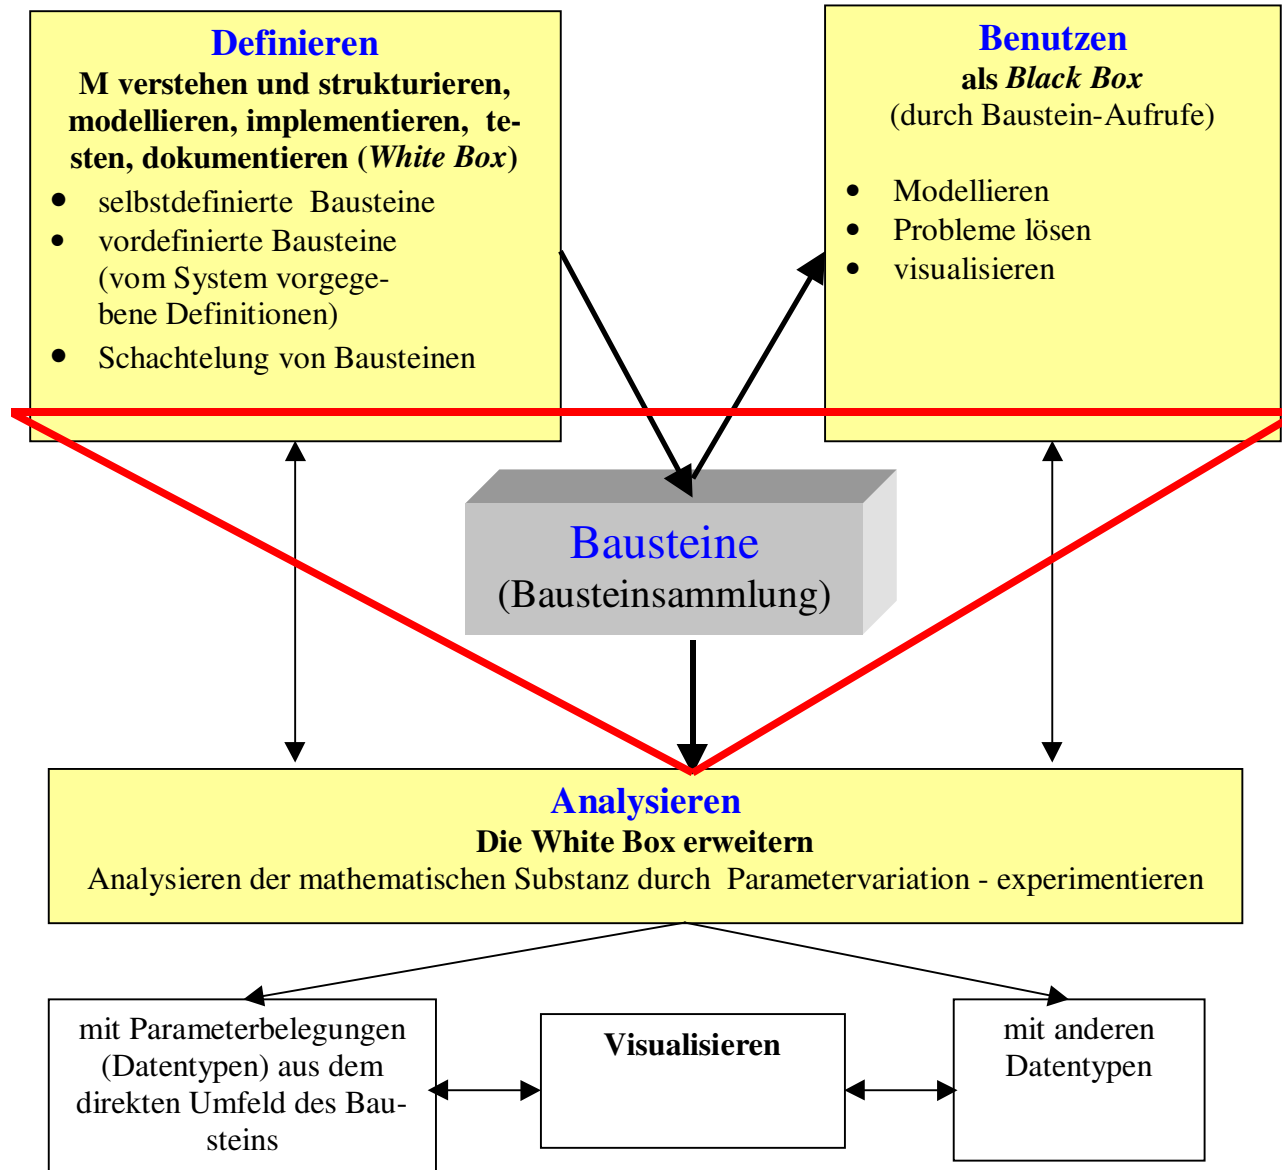 Definieren
M verstehen und strukturieren,
modellieren, implementieren, te-
sten, dokumentieren (White Box)
• selbstdefinierte Bausteine
• vordefinierte Bausteine
(vom System vorgege-
bene Definitionen)
• Schachtelung von Bausteinen
Benutzen
als Black Box
(durch Baustein-Aufrufe)
• Modellieren
• Probleme lösen
• visualisieren
Bausteine
(Bausteinsammlung)
Analysieren
Die White Box erweitern
Analysieren der mathematischen Substanz durch Parametervariation - experimentieren
mit Parameterbelegungen
(Datentypen) aus dem
direkten Umfeld des Bau-
steins
Visualisieren
mit anderen
Datentypen